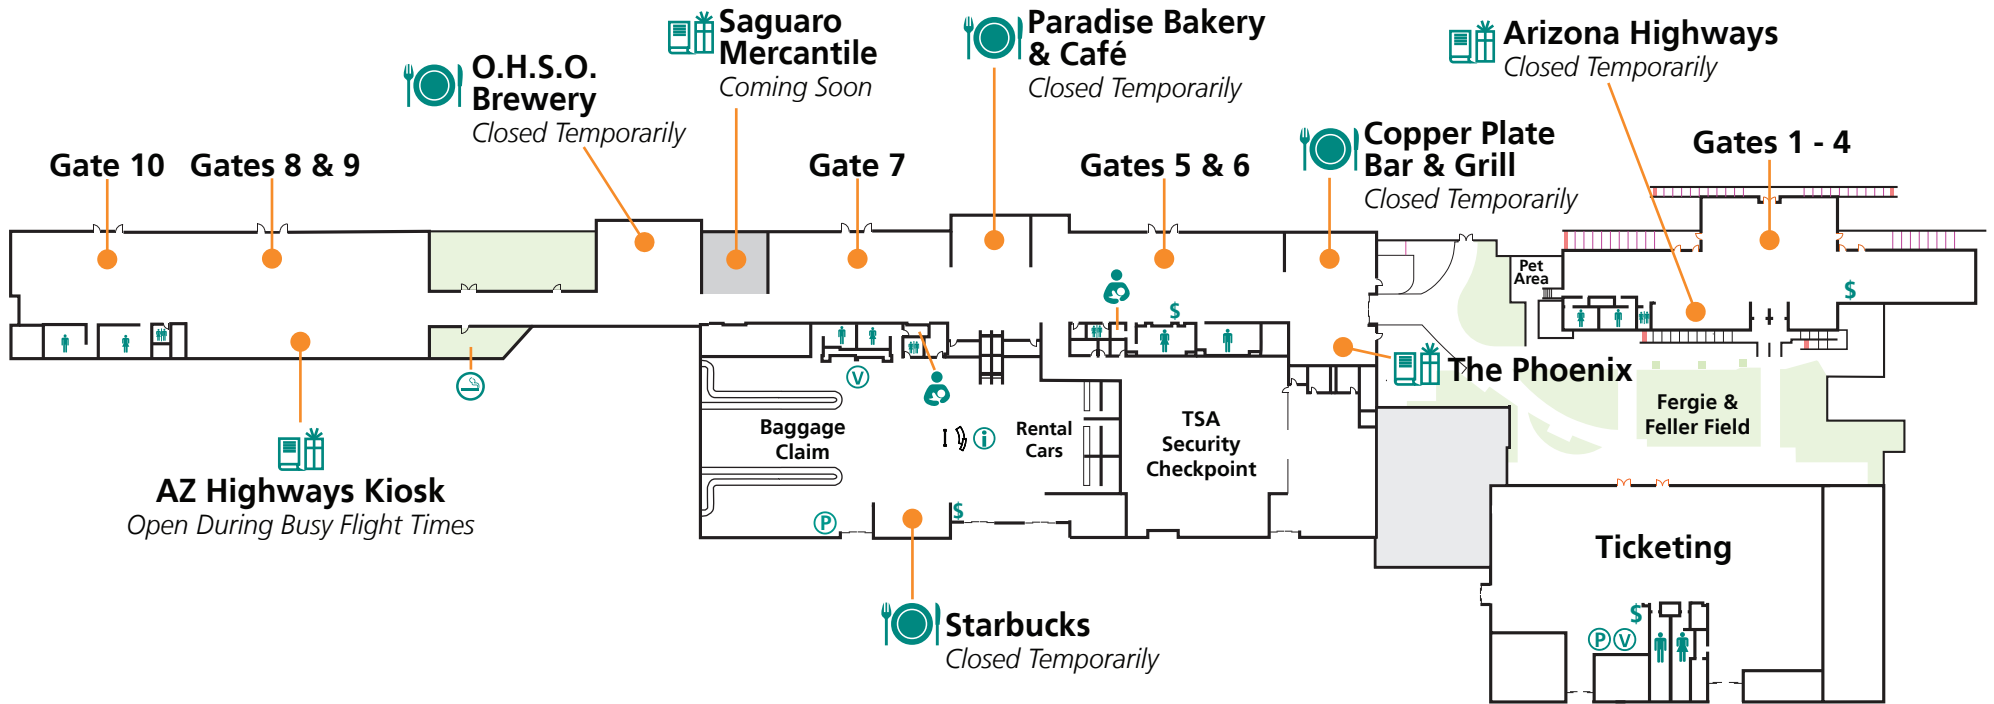 Saguaro
Mercantile
Coming Soon
Paradise Bakery
& Café
Closed Temporarily
Arizona Highways
Closed Temporarily
O.H.S.O.
Brewery
Closed Temporarily
Copper Plate
Bar & Grill
Closed Temporarily
Gates 1 - 4
Gate 10
Gates 8 & 9
Gate 7
Gates 5 & 6
Pet
Area
$
$
The Phoenix
V
Fergie &
Feller Field
Baggage
Claim
i
Rental
Cars
TSA
Security
Checkpoint
AZ Highways Kiosk
Open During Busy Flight Times
P
$
Ticketing
Starbucks
Closed Temporarily
$
P V